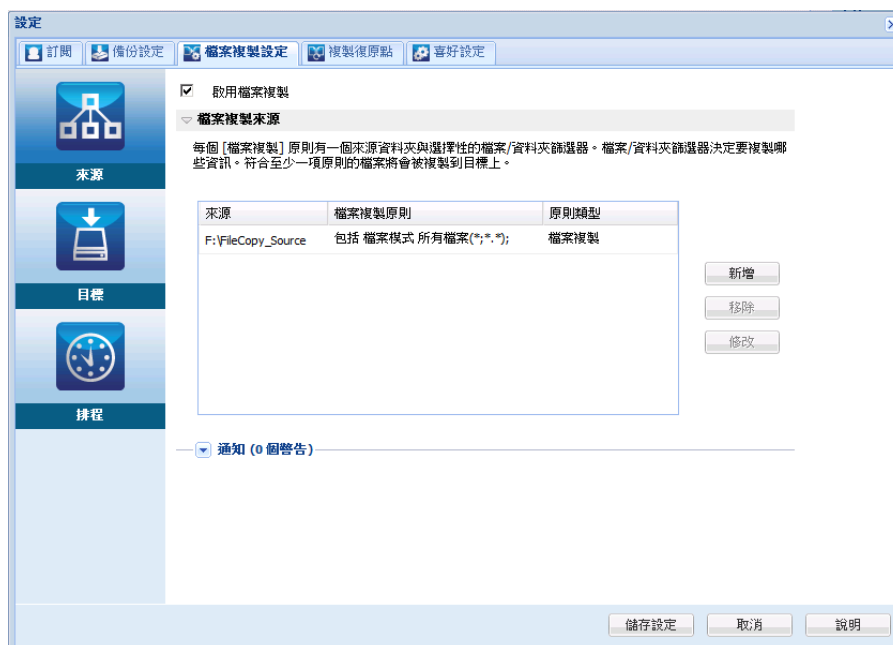 設定
訂閱
備份設定
檔案複製設定
複製復原點
喜好設定
來源
目標
排程
啟用檔案複製
檔案複製來源
每個 [檔案複製] 原則有一個來源資料夾與選擇性的檔案/資料夾篩選器。檔案/資料夾篩選器決定要複製哪
些資訊。符合至少一項原則的檔案將會被複製到目標上。
來源 檔案複製原則 原則類型
F:\FileCopy_Source 包括 檔案模式 所有檔案(*;*.*); 檔案複製
新增
移除
修改
通知 (0 個警告)
儲存設定 取消 說明